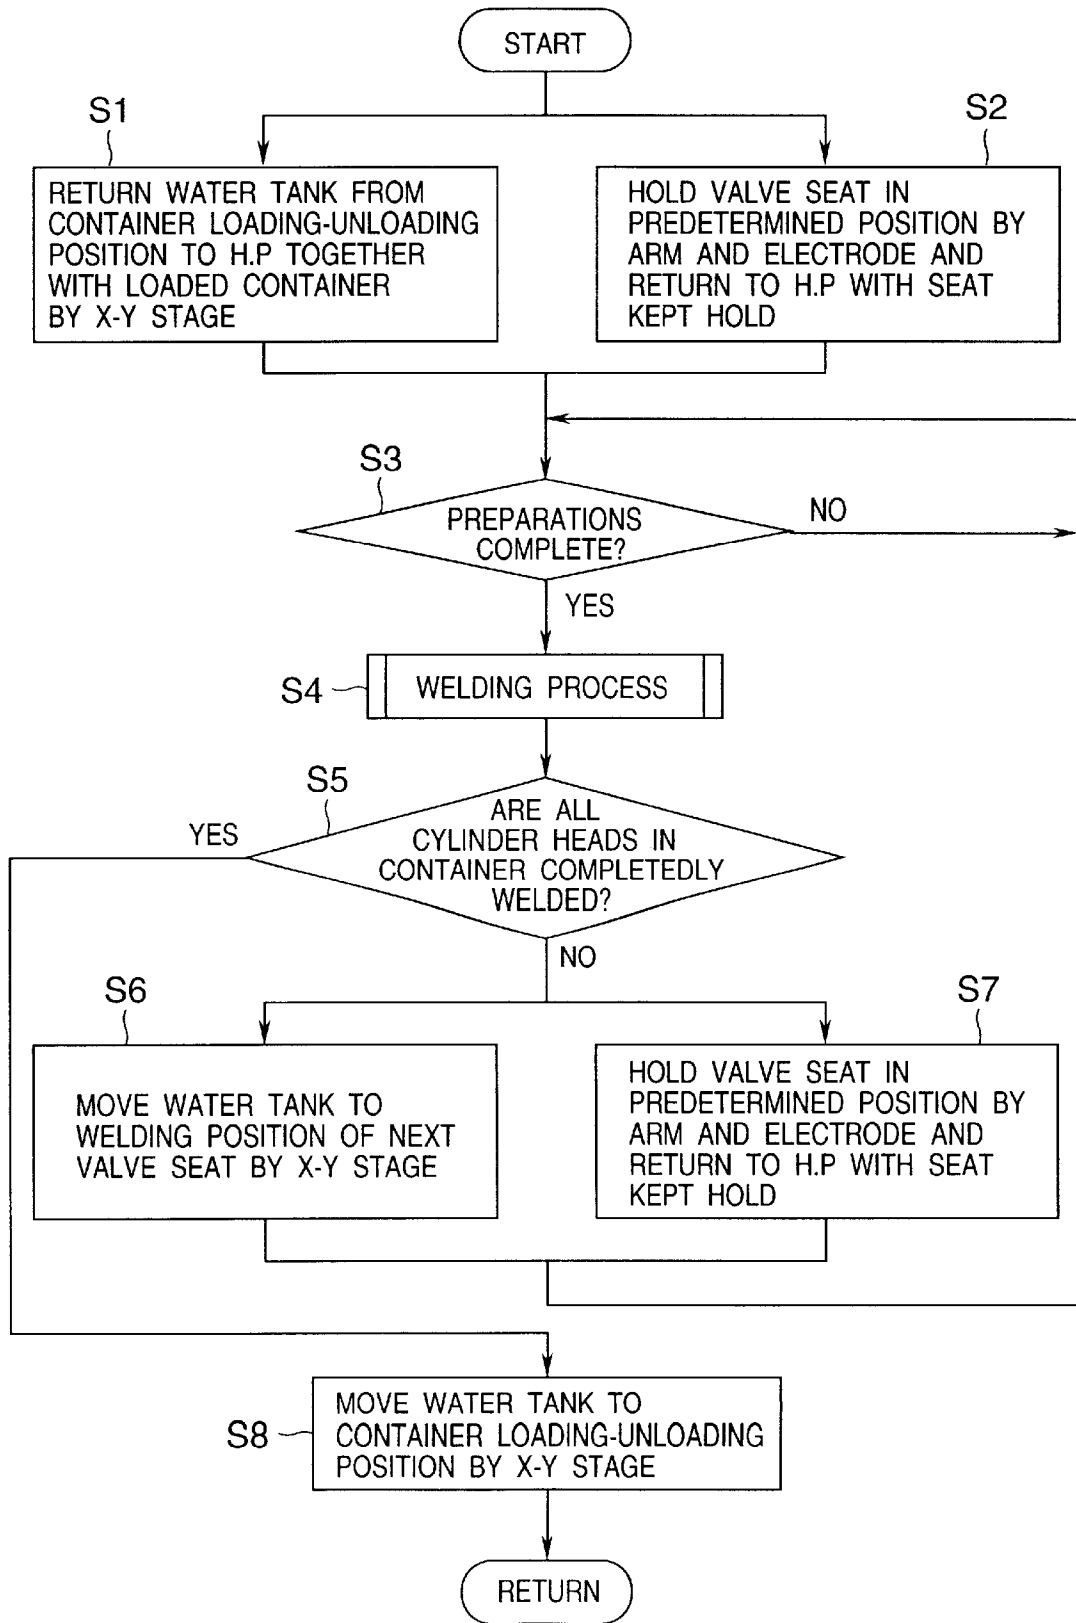 START
S1
RETURN WATER TANK FROM
CONTAINER LOADING-UNLOADING
POSITION TO H.P TOGETHER
WITH LOADED CONTAINER
BY X-Y STAGE
S2
HOLD VALVE SEAT IN
PREDETERMINED POSITION BY
ARM AND ELECTRODE AND
RETURN TO H.P WITH SEAT
KEPT HOLD
S3
PREPARATIONS
COMPLETE?
NO
YES
S4
WELDING PROCESS
S5
ARE ALL
CYLINDER HEADS IN
CONTAINER COMPLETEDLY
WELDED?
YES
NO
S6
MOVE WATER TANK TO
WELDING POSITION OF NEXT
VALVE SEAT BY X-Y STAGE
S7
HOLD VALVE SEAT IN
PREDETERMINED POSITION BY
ARM AND ELECTRODE AND
RETURN TO H.P WITH SEAT
KEPT HOLD
S8
MOVE WATER TANK TO
CONTAINER LOADING-UNLOADING
POSITION BY X-Y STAGE
RETURN